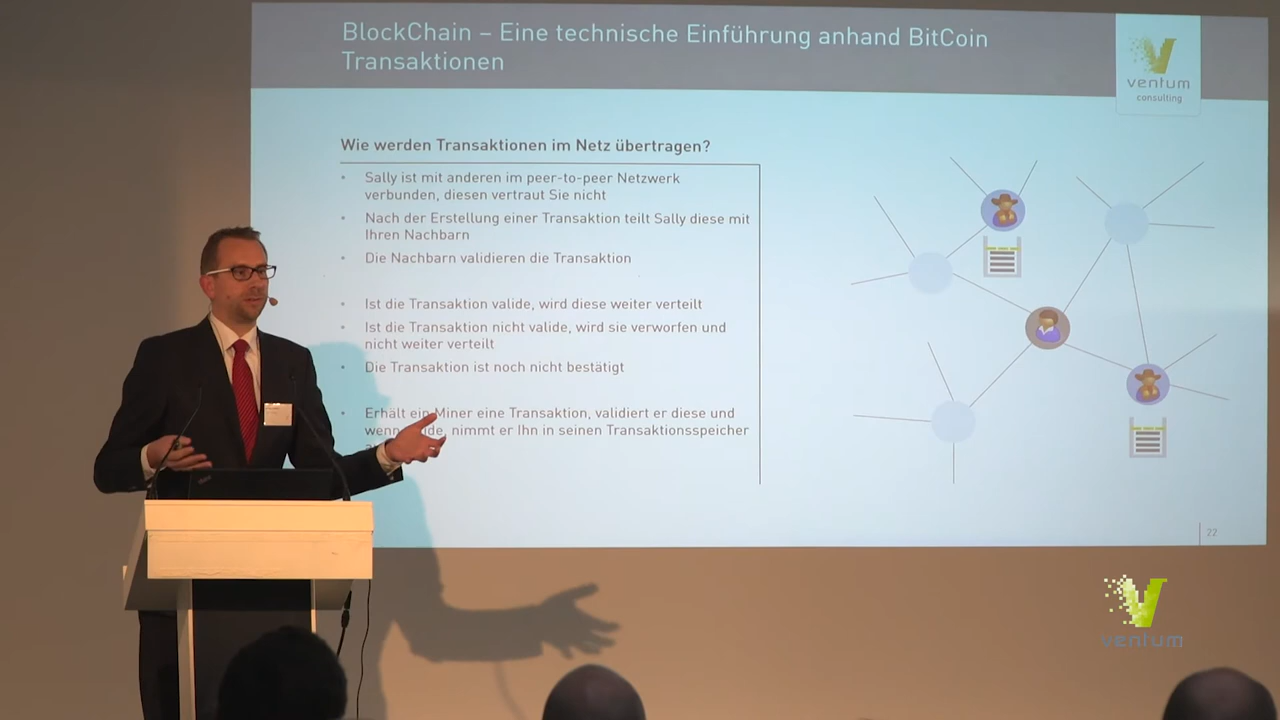 BlockChain – Eine technische Einführung anhand BitCoin
Transaktionen
ventum
consulting
Wie werden Transaktionen im Netz übertragen?
• Sally ist mit anderen im peer-to-peer Netzwerk
verbunden, diesen vertraut Sie nicht
• Nach der Erstellung einer Transaktion teilt Sally diese mit
Ihren Nachbarn
• Die Nachbarn validieren die Transaktion
• Ist die Transaktion valide, wird diese weiter verteilt
• Ist die Transaktion nicht valide, wird sie verworfen und
nicht weiter verteilt
• Die Transaktion ist noch nicht bestätigt
• Erhält ein Miner eine Transaktion, validiert er diese und
wenn nimmt er Ihn in seinen Transaktionsspeicher
22
ventum